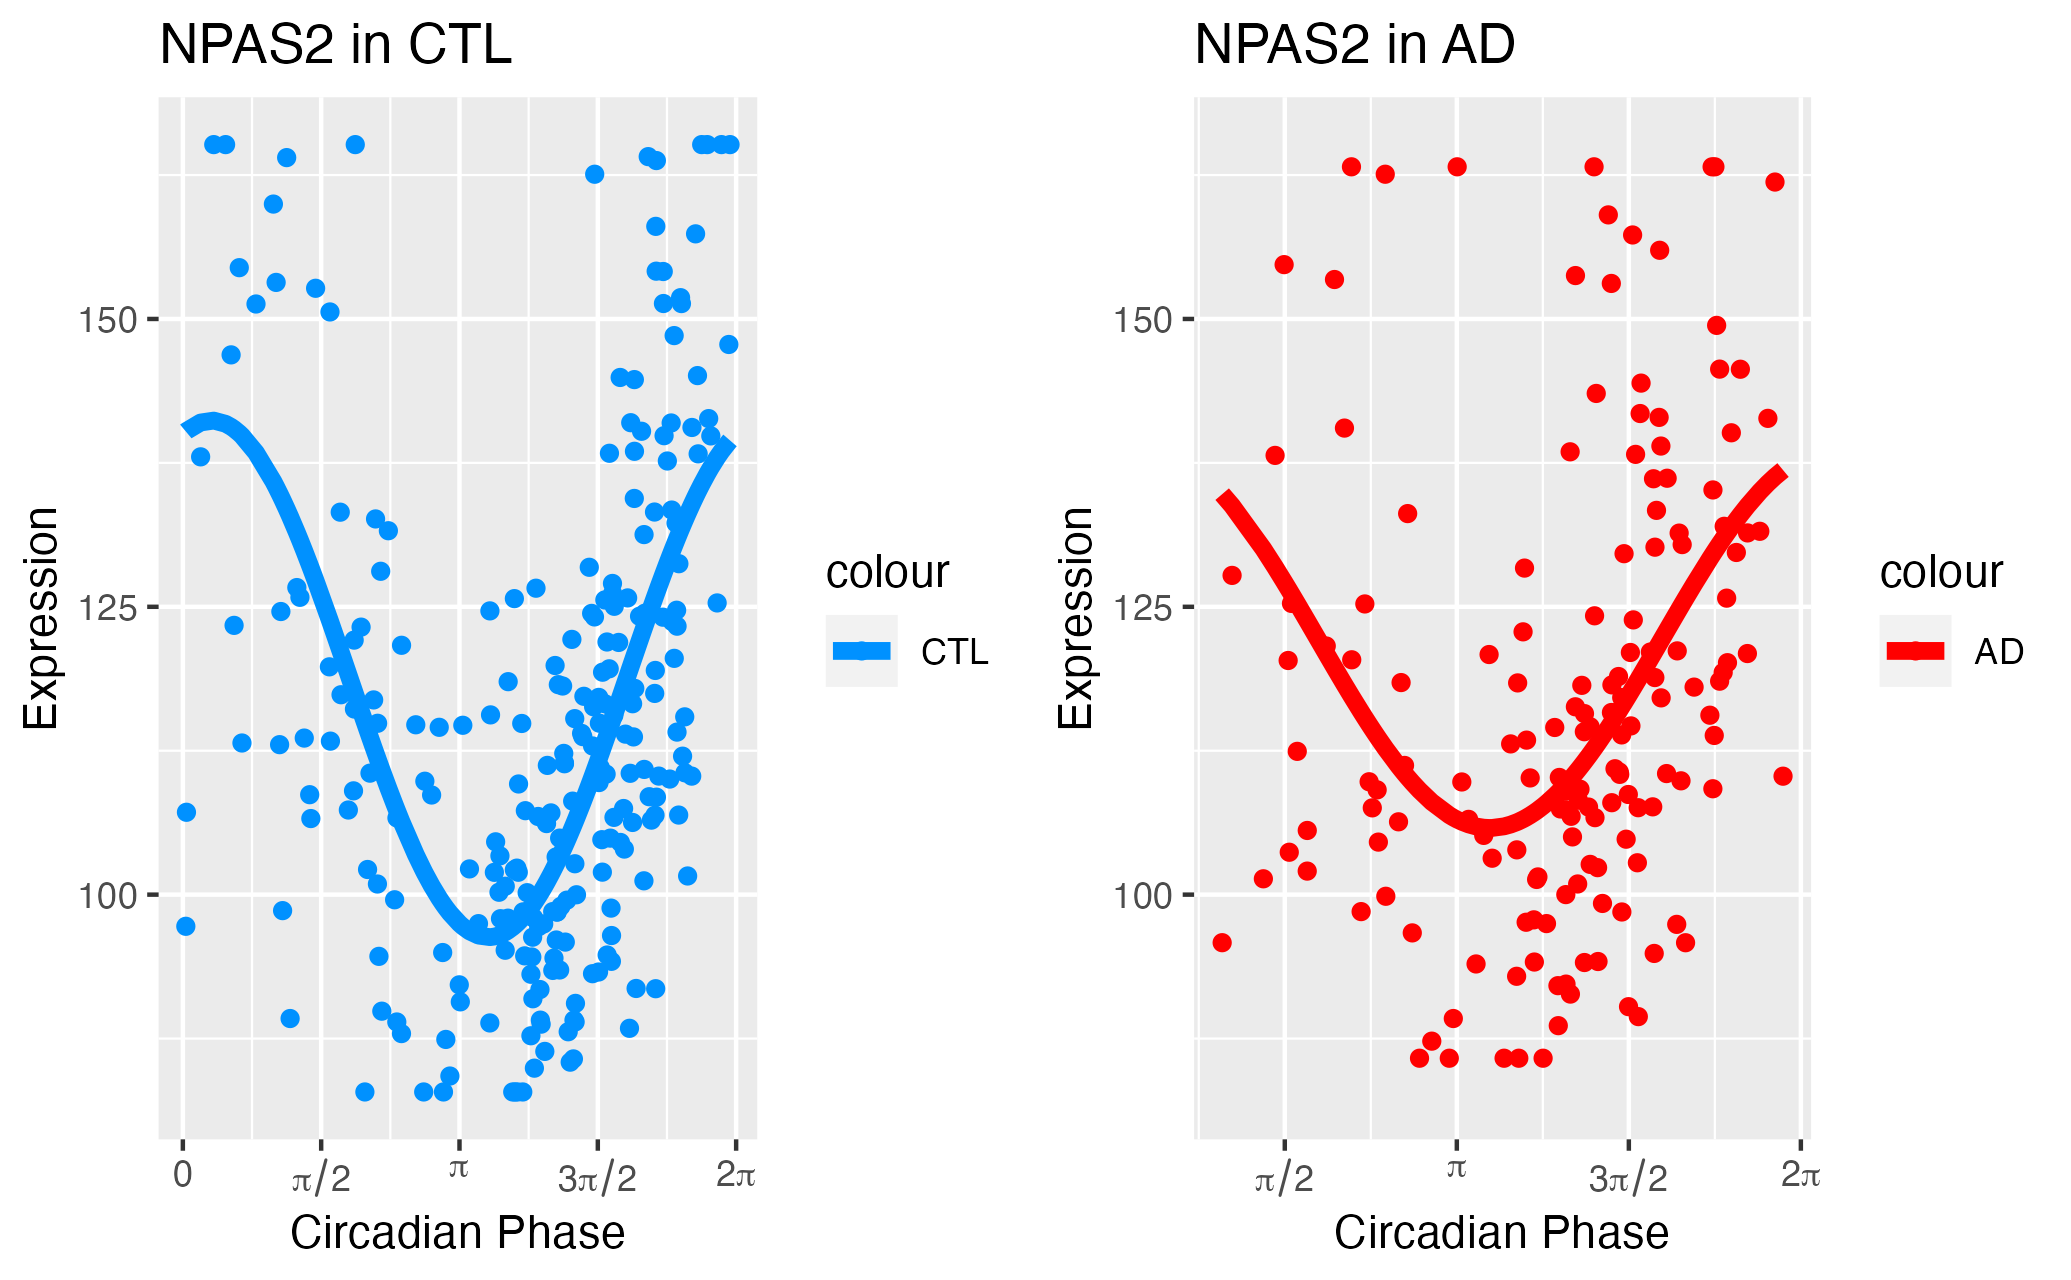 NPAS2 in CTL
Expression
150
125
100
0
π/2
π
3π/2
2π
Circadian Phase
colour
CTL
NPAS2 in AD
Expression
150
125
100
π/2
π
3π/2
2π
Circadian Phase
colour
AD